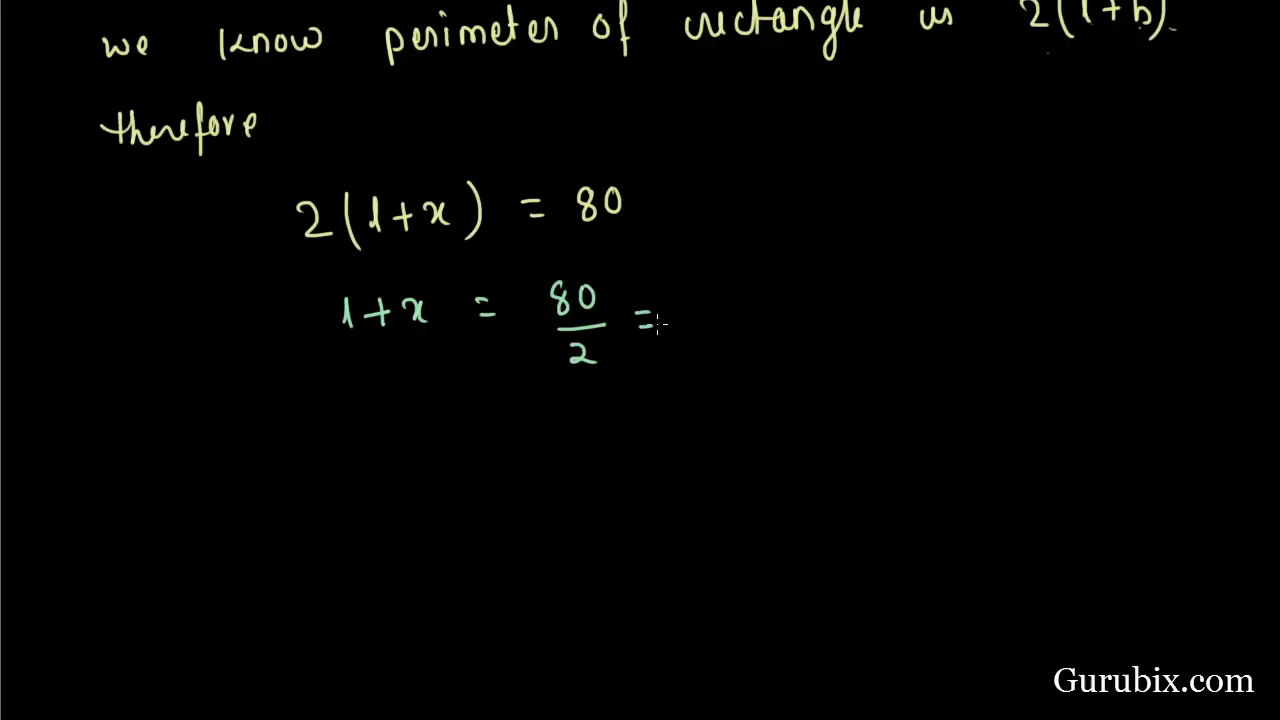 we know perimeter of rectangle is 2(l+b).
therefore
2(l+x) = 80
l+x = 80/2 =
Gurubix.com